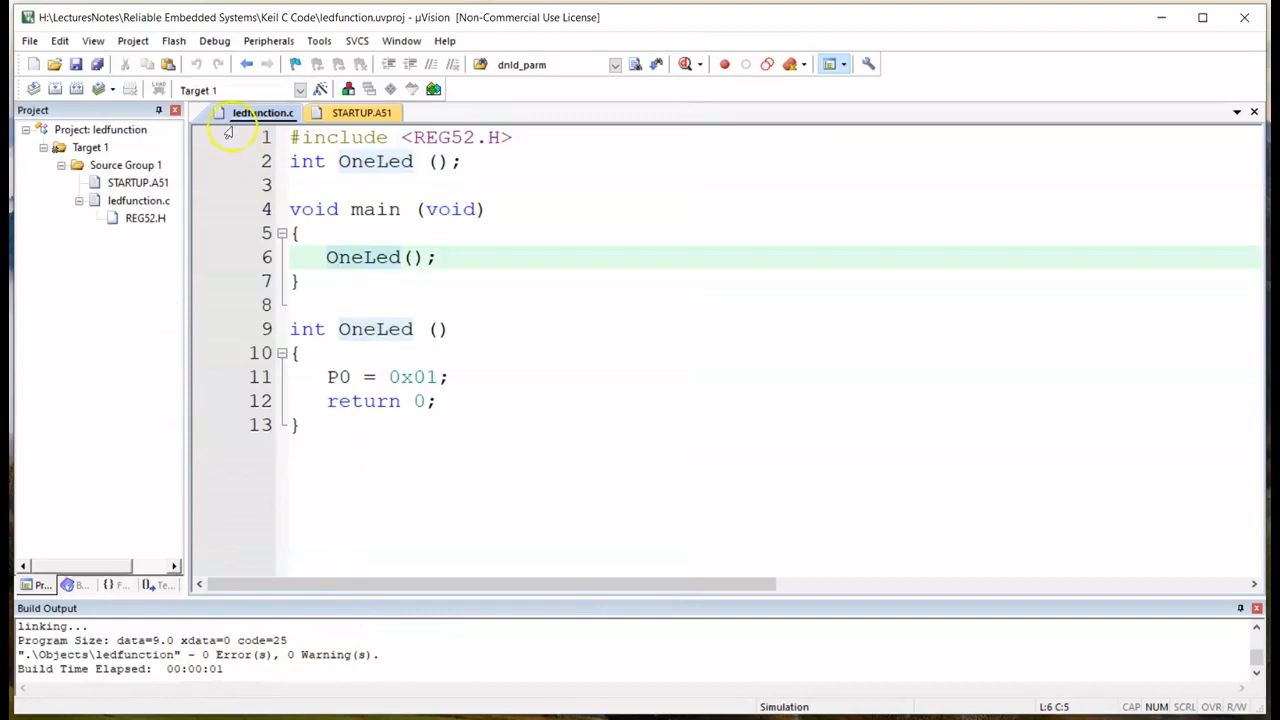 H:\LecturesNotes\Reliable Embedded Systems\Keil C Code\ledfunction.uvproj - µVision [Non-Commercial Use License]
File Edit View Project Flash Debug Peripherals Tools SVCS Window Help
dnld_parm
LOAD Target 1
Project
ledfunction.c STARTUP.A51
Project: ledfunction
Target 1
Source Group 1
STARTUP.A51
ledfunction.c
REG52.H
1 #include <REG52.H>
2 int OneLed ();
3
4 void main (void)
5 {
6 OneLed();
7 }
8
9 int OneLed ()
10 {
11 P0 = 0x01;
12 return 0;
13 }
Pr... B... {} F... Te...
Build Output
linking...
Program Size: data=9.0 xdata=0 code=25
".\Objects\ledfunction" - 0 Error(s), 0 Warning(s).
Build Time Elapsed: 00:00:01
Simulation L:6 C:5 CAP NUM SCRL OVR R/W